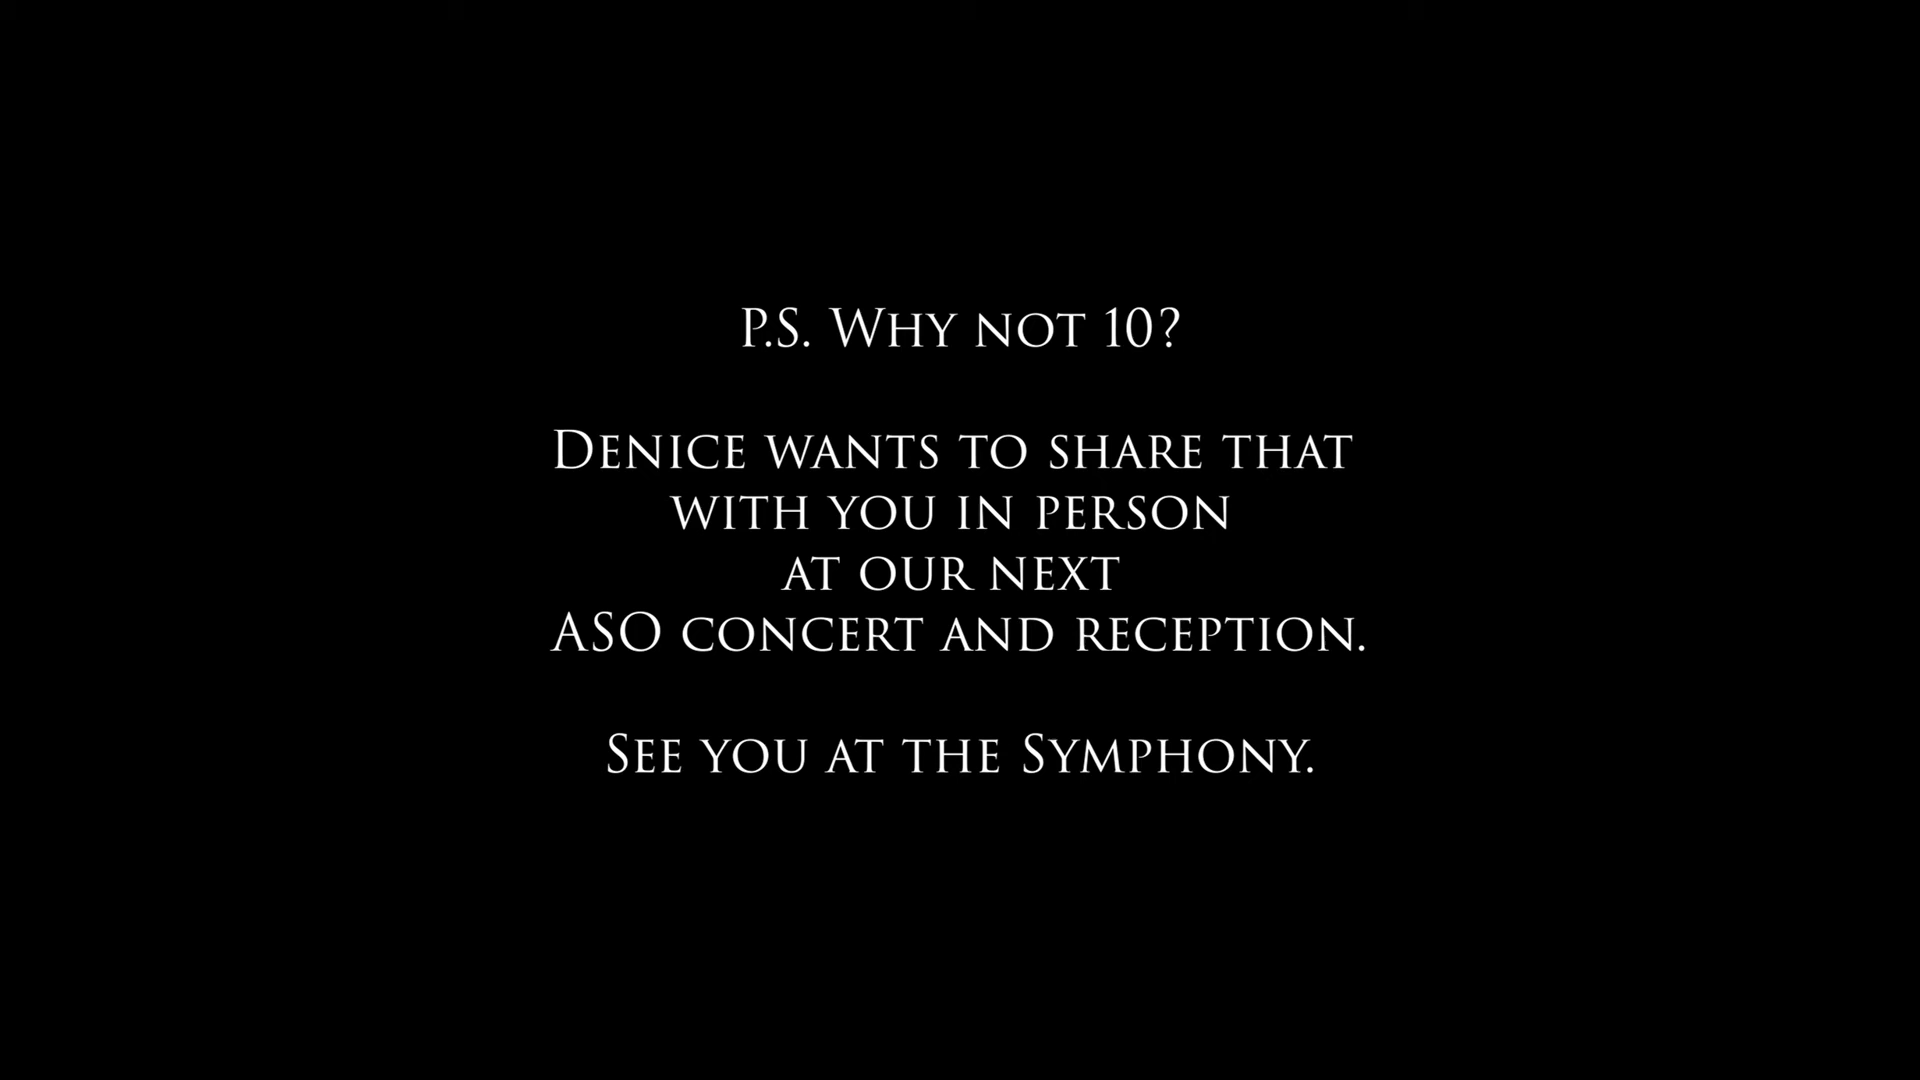 P.S. Why not 10?
Denice wants to share that
with you in person
at our next
ASO concert and reception.
See you at the Symphony.